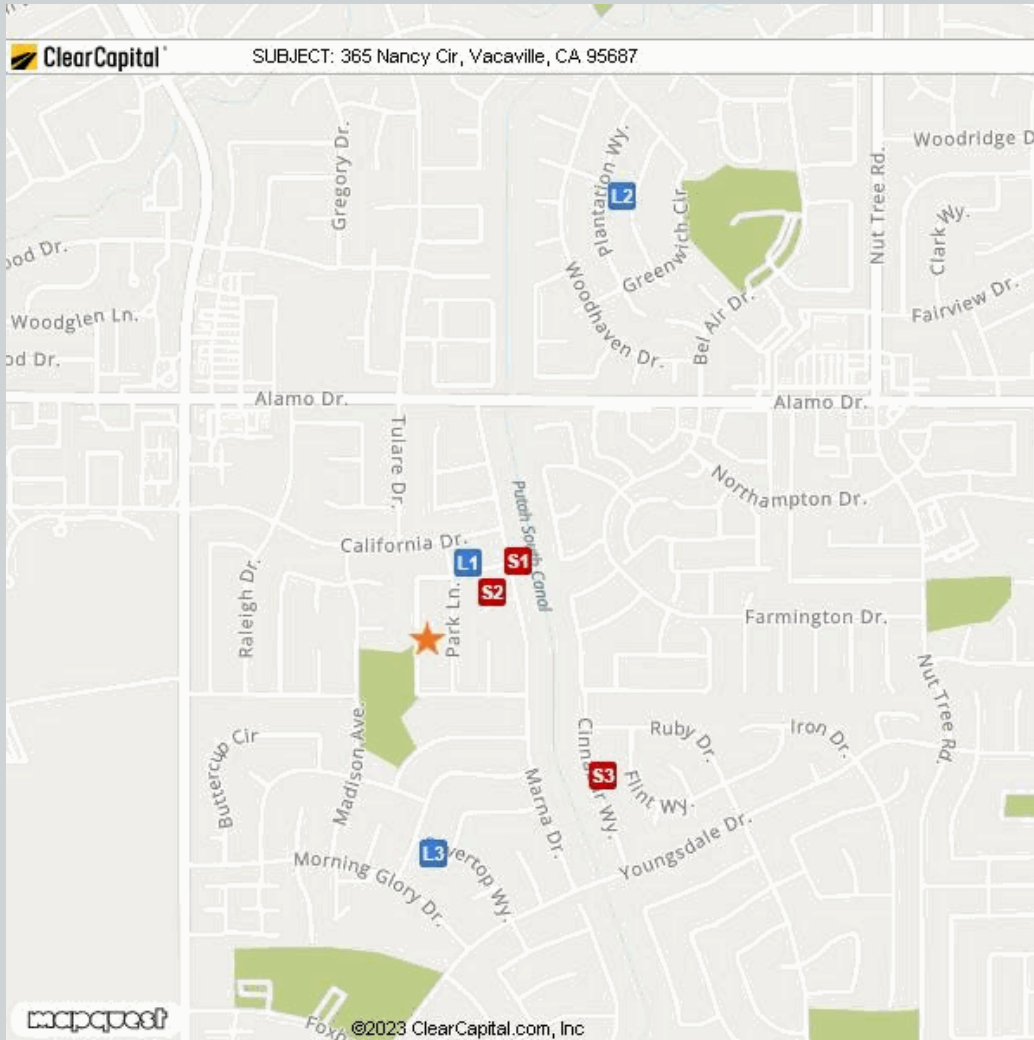 ClearCapital
SUBJECT: 365 Nancy Cir, Vacaville, CA 95687
Woodridge D
Gregory Dr.
Plantation Wy.
L2
Nut Tree Rd.
Clark Wy.
ood Dr.
Greenwich Cir
Woodhaven Dr.
Bel Air Dr.
Fairview Dr.
Woodglen Ln.
od Dr.
Alamo Dr.
Alamo Dr.
Tulare Dr.
Northampton Dr.
Putah South Canal
California Dr.
L1
S1
S2
Raleigh Dr.
Park Ln.
Farmington Dr.
Nut Tree Rd.
Buttercup Cir
Madison Ave.
Ruby Dr.
Iron Dr.
S3
Flint Wy.
Marna Dr.
Youngsdale Dr.
L3
Morning Glory Dr.
mapquest
©2023 ClearCapital.com, Inc